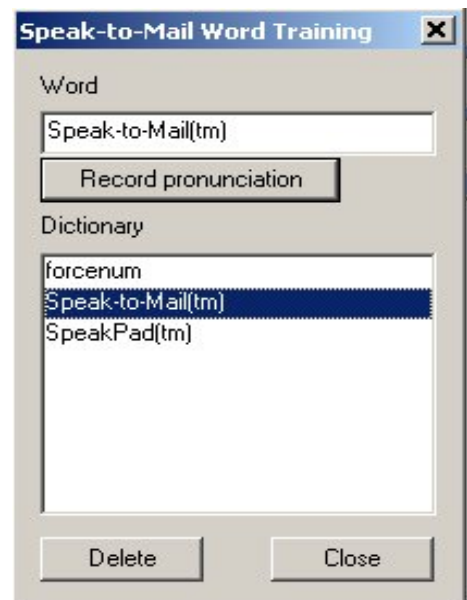 Speak-to-Mail Word Training
Word
Speak-to-Mail(tm)
Record pronunciation
Dictionary
forcenum
Speak-to-Mail(tm)
SpeakPad(tm)
Delete Close